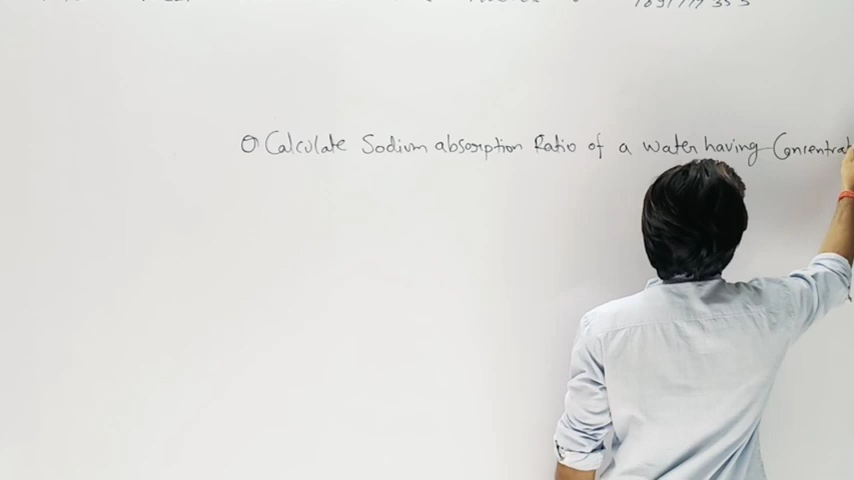 Q Calculate Sodium absorption Ratio of a water having Concentrat